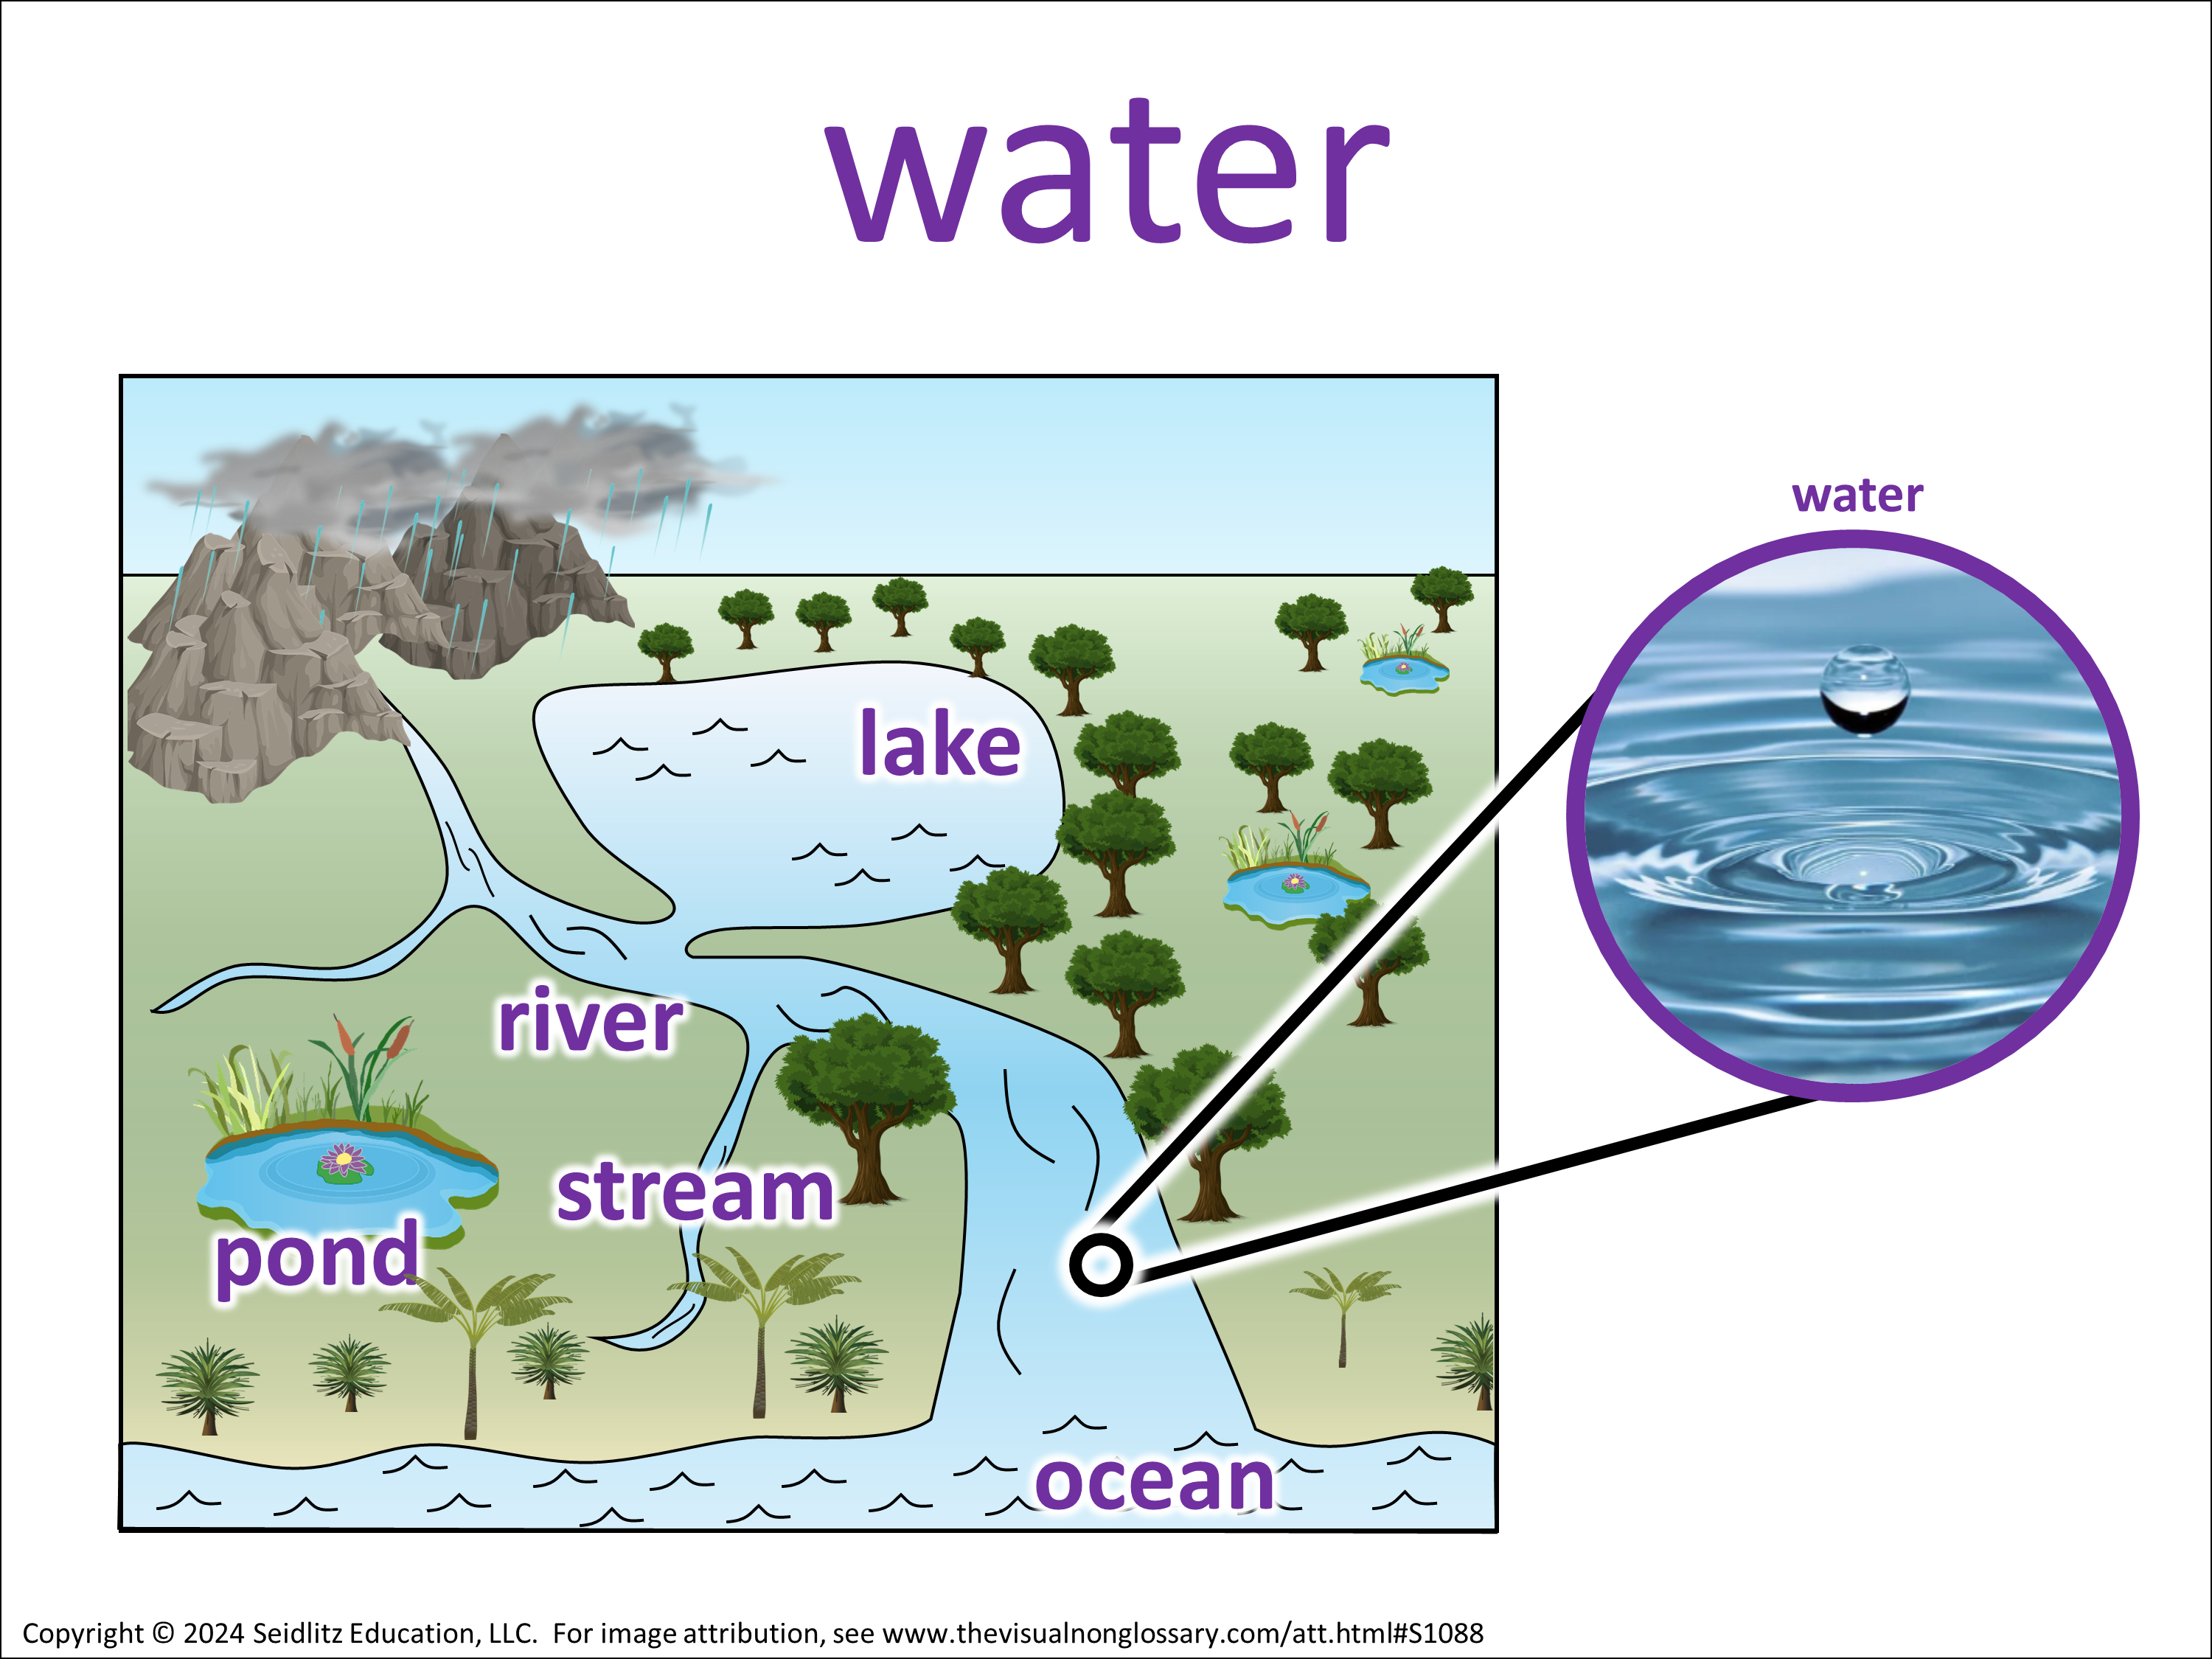 water
water
lake
river
stream
pond
ocean
Copyright © 2024 Seidlitz Education, LLC.  For image attribution, see www.thevisualnonglossary.com/att.html#S1088